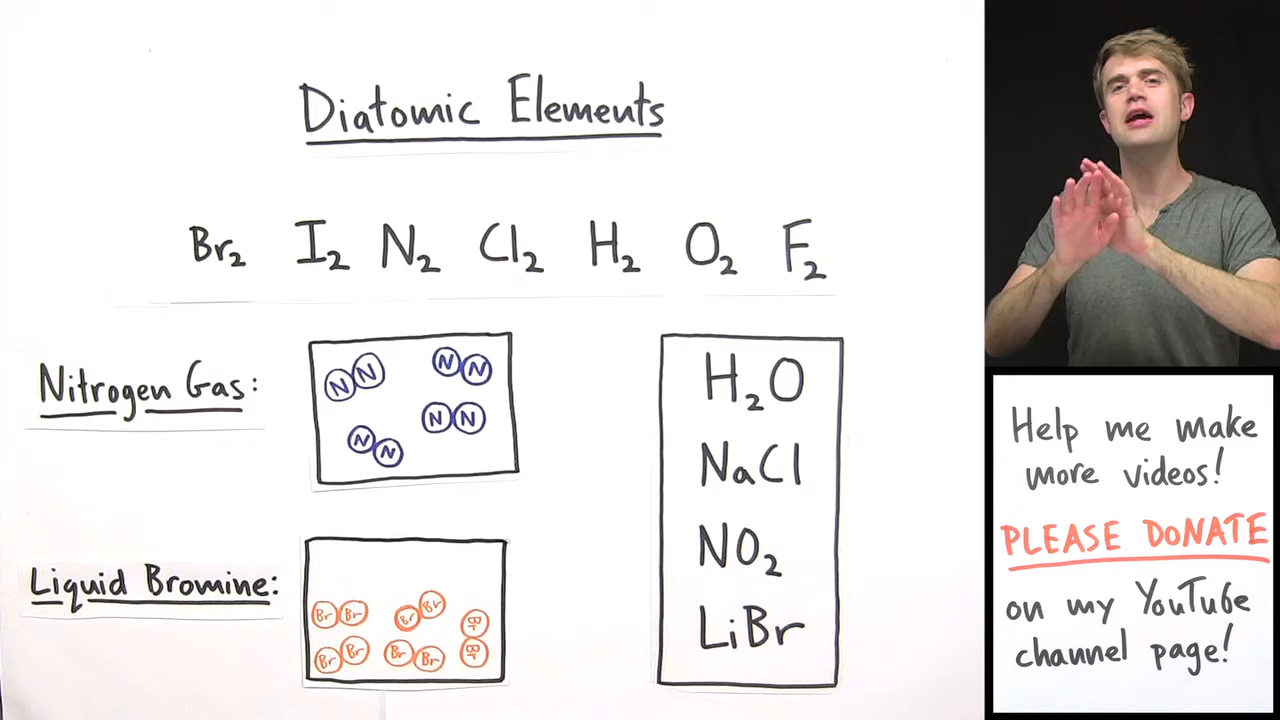 Diatomic Elements
Br₂ I₂ N₂ Cl₂ H₂ O₂ F₂
Nitrogen Gas:
N N N N
N N
N N
Liquid Bromine:
Br Br Br Br Br
Br Br Br Br Br
H₂O
NaCl
NO₂
LiBr
Help me make
more videos!
PLEASE DONATE
on my YouTube
channel page!